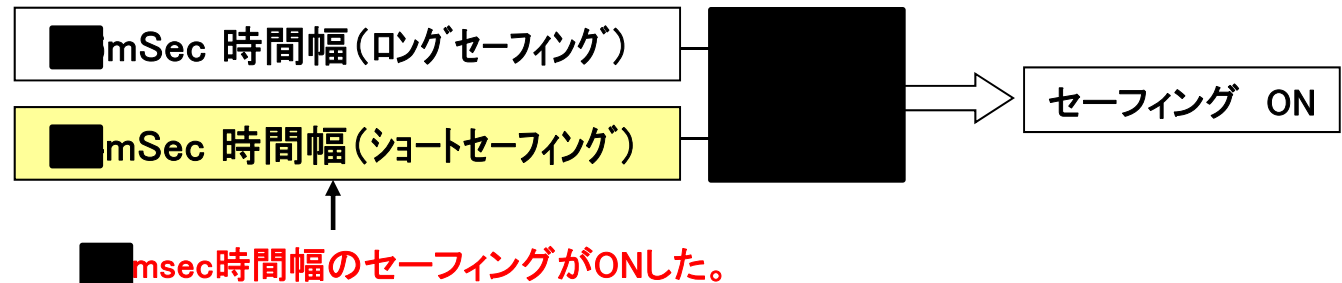 mSec 時間幅(ロングセーフィング)
mSec 時間幅(ショートセーフィング)
セーフィング ON
msec時間幅のセーフィングがONした。